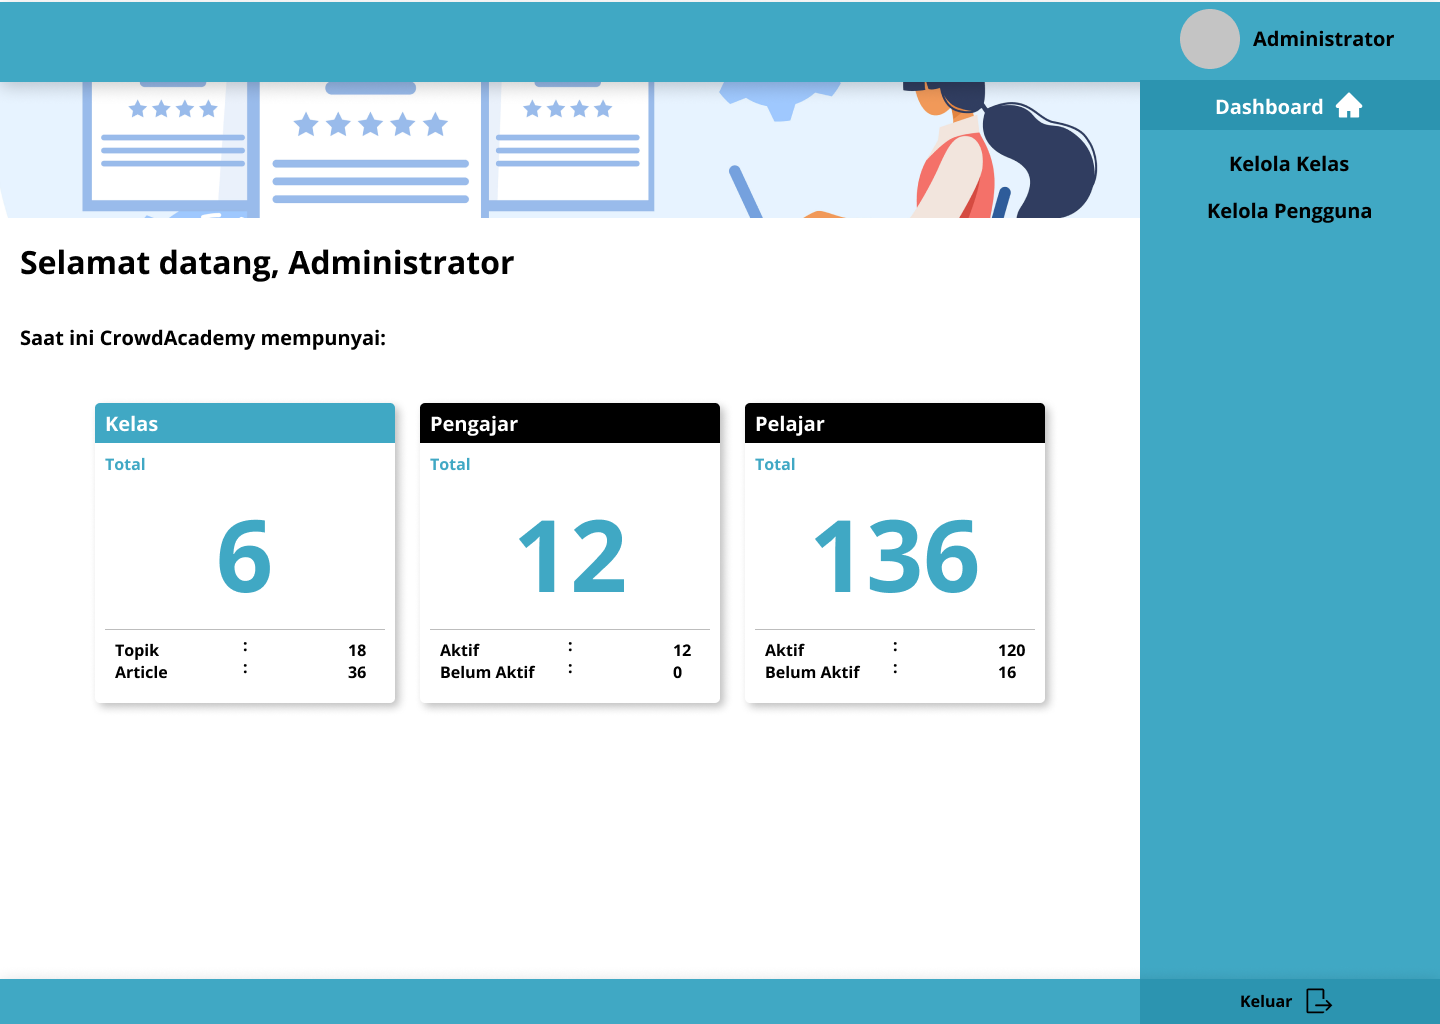 Administrator
Dashboard
Kelola Kelas
Kelola Pengguna
Selamat datang, Administrator
Saat ini CrowdAcademy mempunyai:
Kelas
Total
6
Topik : 18
Article : 36
Pengajar
Total
12
Aktif : 12
Belum Aktif : 0
Pelajar
Total
136
Aktif : 120
Belum Aktif : 16
Keluar